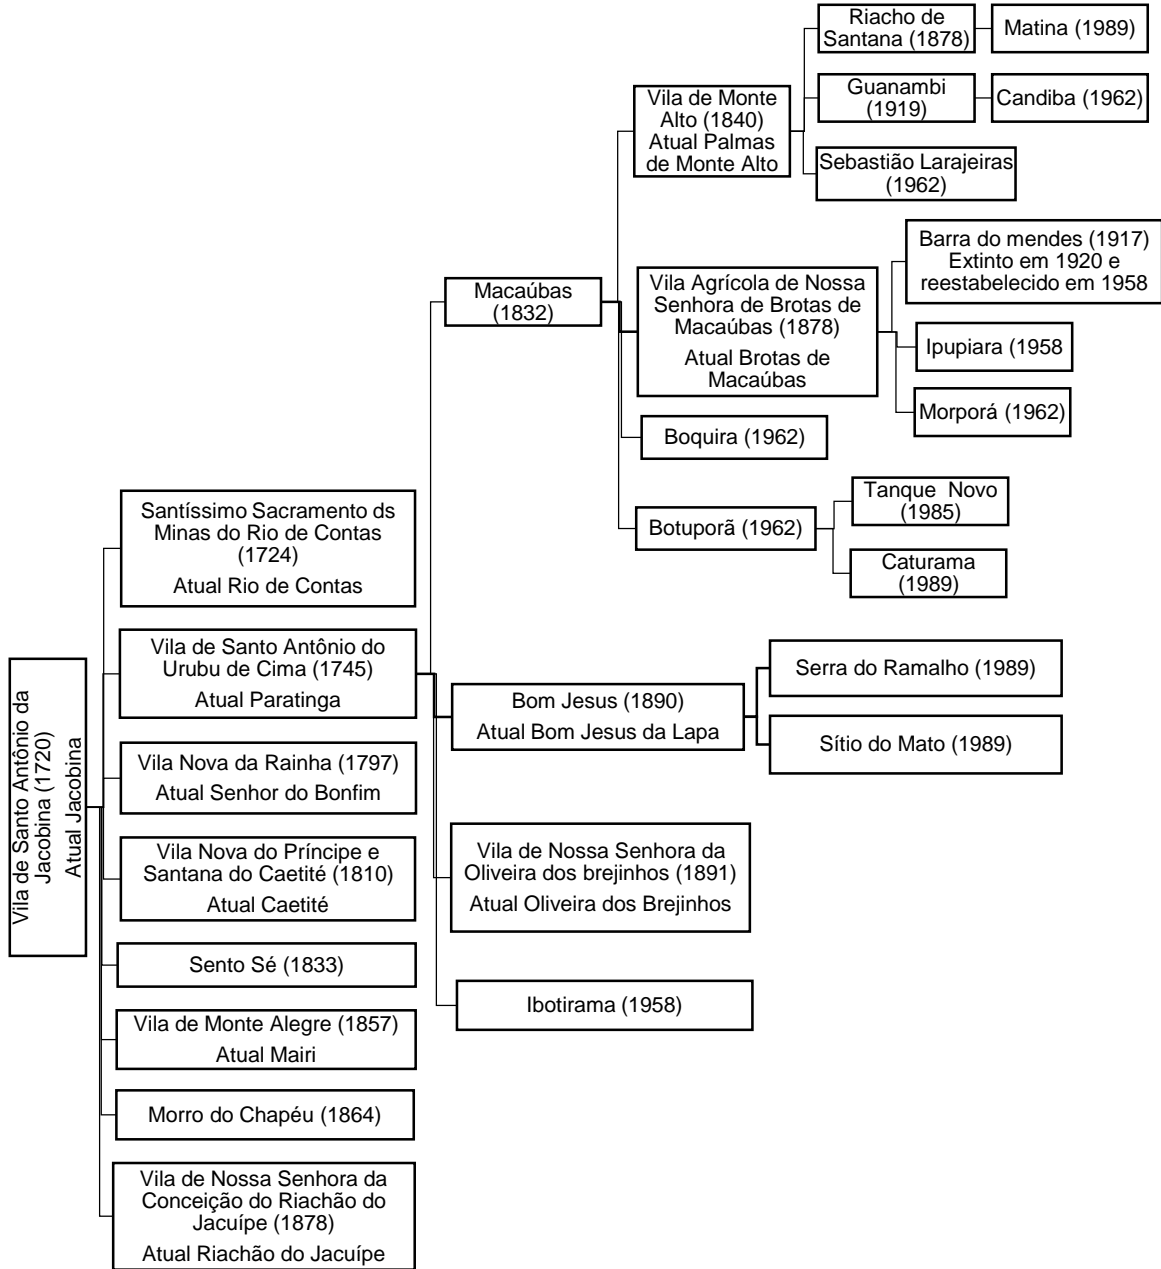 Vila de Santo Antônio da
Jacobina (1720)
Atual Jacobina
Santíssimo Sacramento ds
Minas do Rio de Contas
(1724)
Atual Rio de Contas
Vila de Santo Antônio do
Urubu de Cima (1745)
Atual Paratinga
Vila Nova da Rainha (1797)
Atual Senhor do Bonfim
Vila Nova do Príncipe e
Santana do Caetité (1810)
Atual Caetité
Sento Sé (1833)
Vila de Monte Alegre (1857)
Atual Mairi
Morro do Chapéu (1864)
Vila de Nossa Senhora da
Conceição do Riachão do
Jacuípe (1878)
Atual Riachão do Jacuípe
Macaúbas
(1832)
Bom Jesus (1890)
Atual Bom Jesus da Lapa
Vila de Nossa Senhora da
Oliveira dos brejinhos (1891)
Atual Oliveira dos Brejinhos
Ibotirama (1958)
Vila de Monte
Alto (1840)
Atual Palmas
de Monte Alto
Vila Agrícola de Nossa
Senhora de Brotas de
Macaúbas (1878)
Atual Brotas de
Macaúbas
Boquira (1962)
Botuporã (1962)
Riacho de
Santana (1878)
Matina (1989)
Guanambi
(1919)
Candiba (1962)
Sebastião Larajeiras
(1962)
Barra do mendes (1917)
Extinto em 1920 e
reestabelecido em 1958
Ipupiara (1958
Morporá (1962)
Tanque Novo
(1985)
Caturama
(1989)
Serra do Ramalho (1989)
Sítio do Mato (1989)